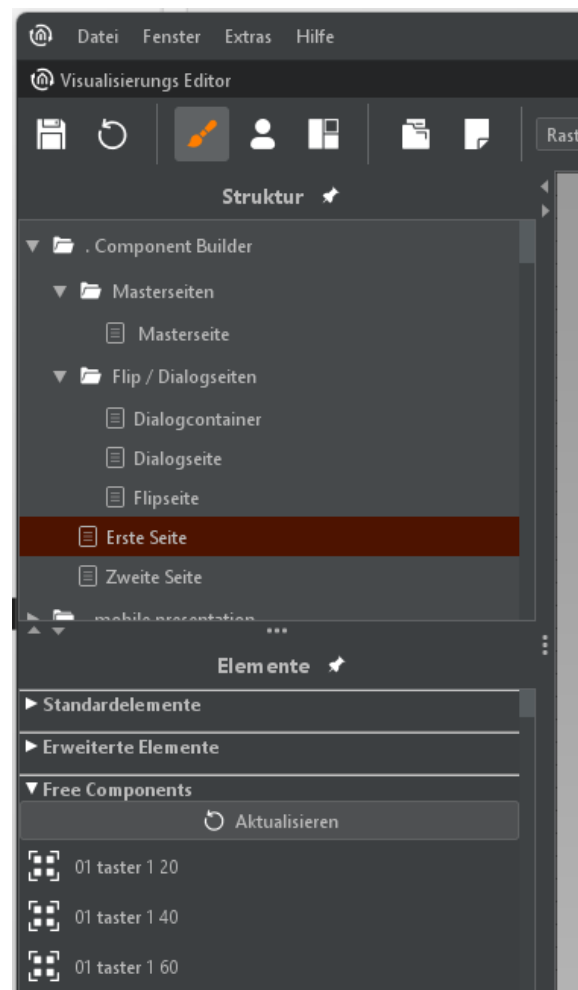 Datei Fenster Extras Hilfe
Visualisierungs Editor
Rast
Struktur
. Component Builder
Masterseiten
Masterseite
Flip / Dialogseiten
Dialogcontainer
Dialogseite
Flipseite
Erste Seite
Zweite Seite
mobile presentation
Elemente
Standardelemente
Erweiterte Elemente
Free Components
Aktualisieren
01 taster 1 20
01 taster 1 40
01 taster 1 60